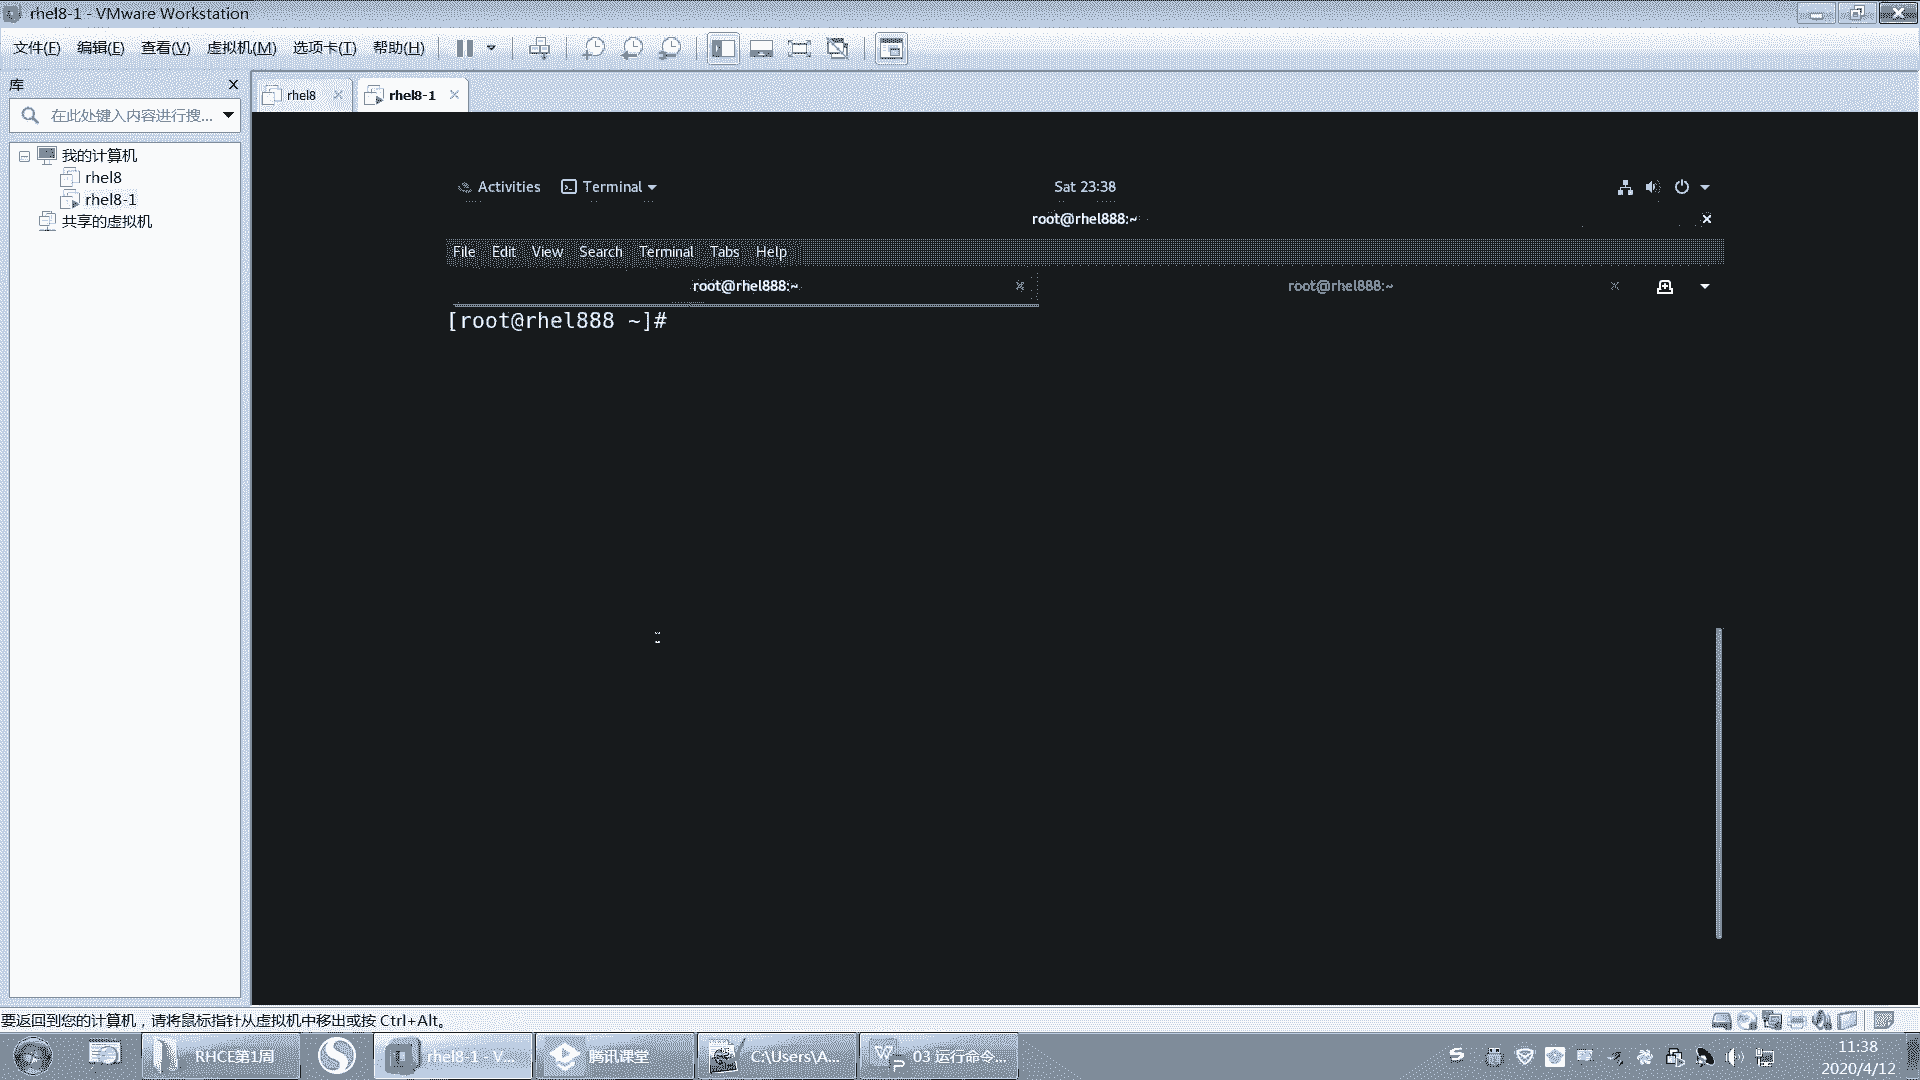 rhel8-1 - VMware Workstation
文件(F) 编辑(E) 查看(V) 虚拟机(M) 选项卡(T) 帮助(H)
库
在此处键入内容进行搜...
我的计算机
rhel8
rhel8-1
共享的虚拟机
rhel8
rhel8-1
Activities Terminal Sat 23:38
root@rhel888:~
File Edit View Search Terminal Tabs Help
root@rhel888:~ root@rhel888:~
[root@rhel888 ~]#
要返回到您的计算机，请将鼠标指针从虚拟机中移出或按 Ctrl+Alt。
RHCE第1周 rhel8-1 - V... 腾讯课堂 C:\Users\A... 03 运行命令...
11:38
2020/4/12